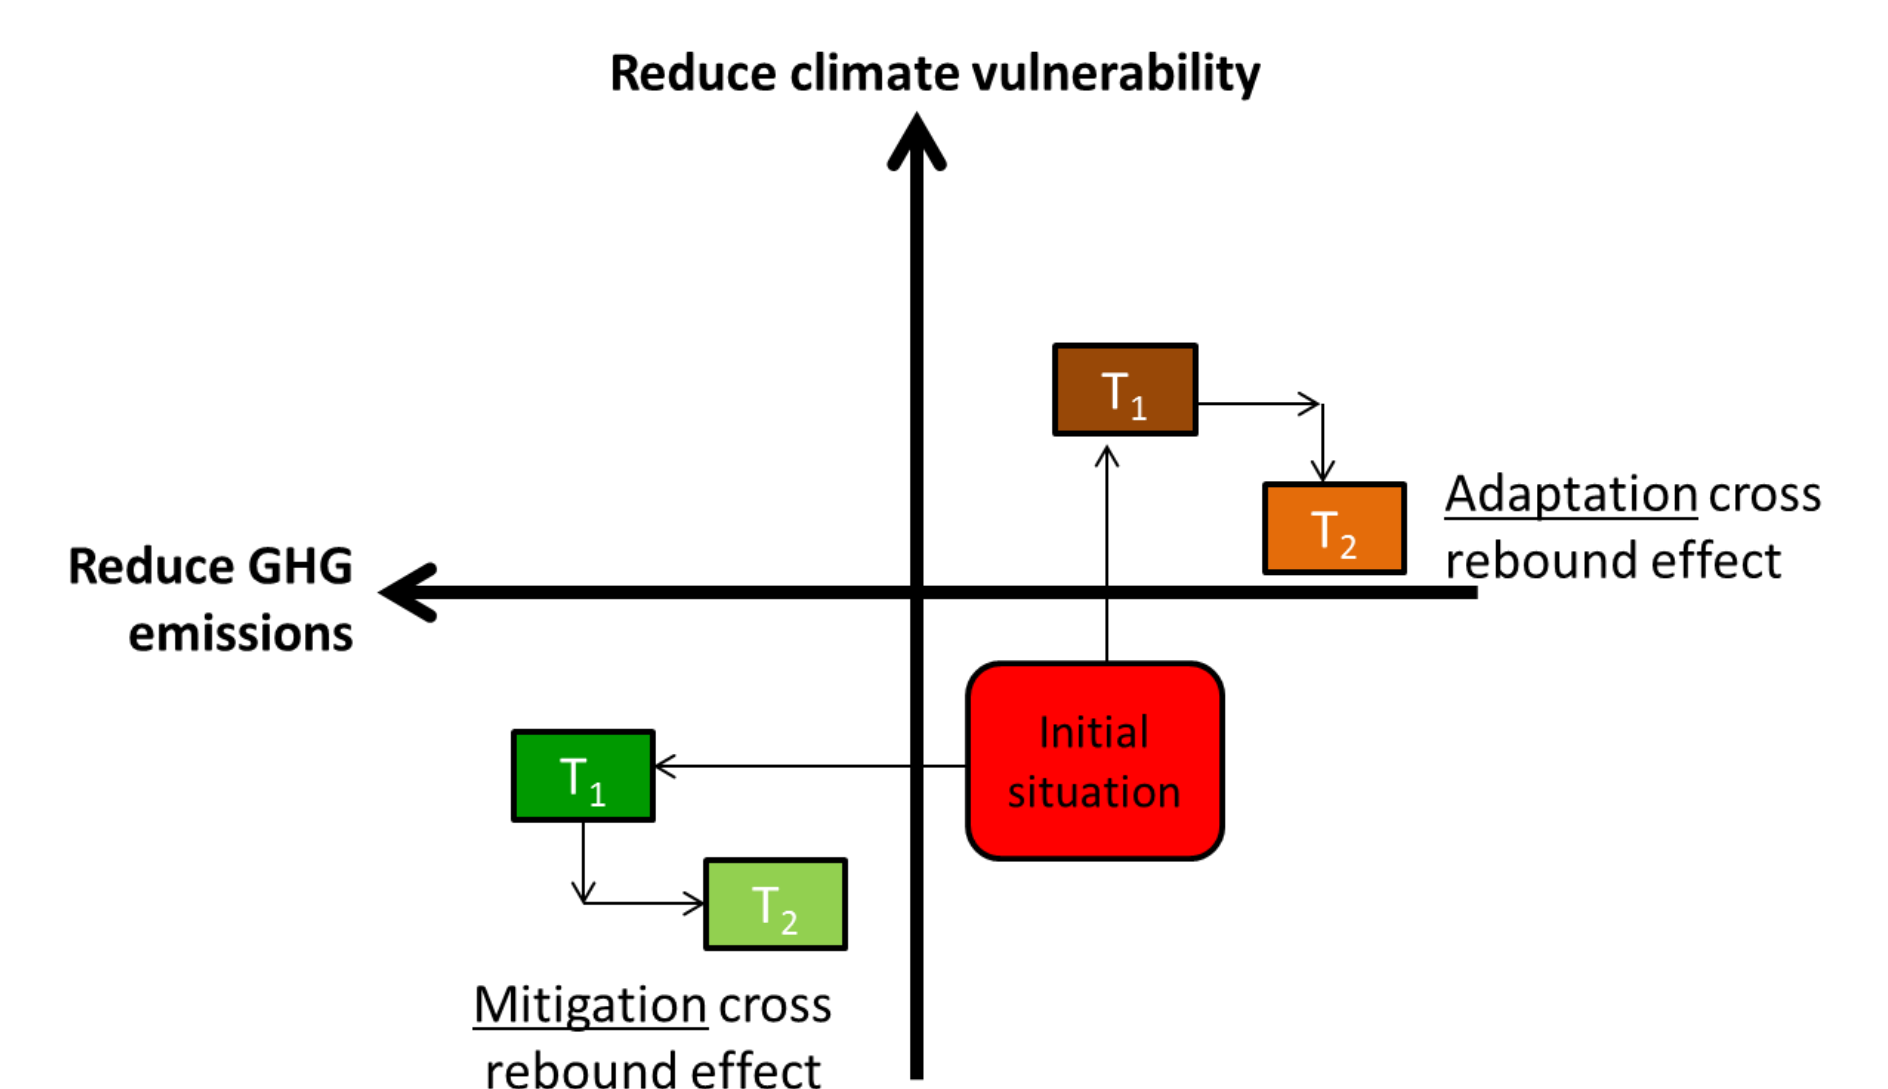 Reduce climate vulnerability
T₁
T₂
Adaptation cross
rebound effect
Reduce GHG
emissions
Initial
situation
T₁
T₂
Mitigation cross
rebound effect